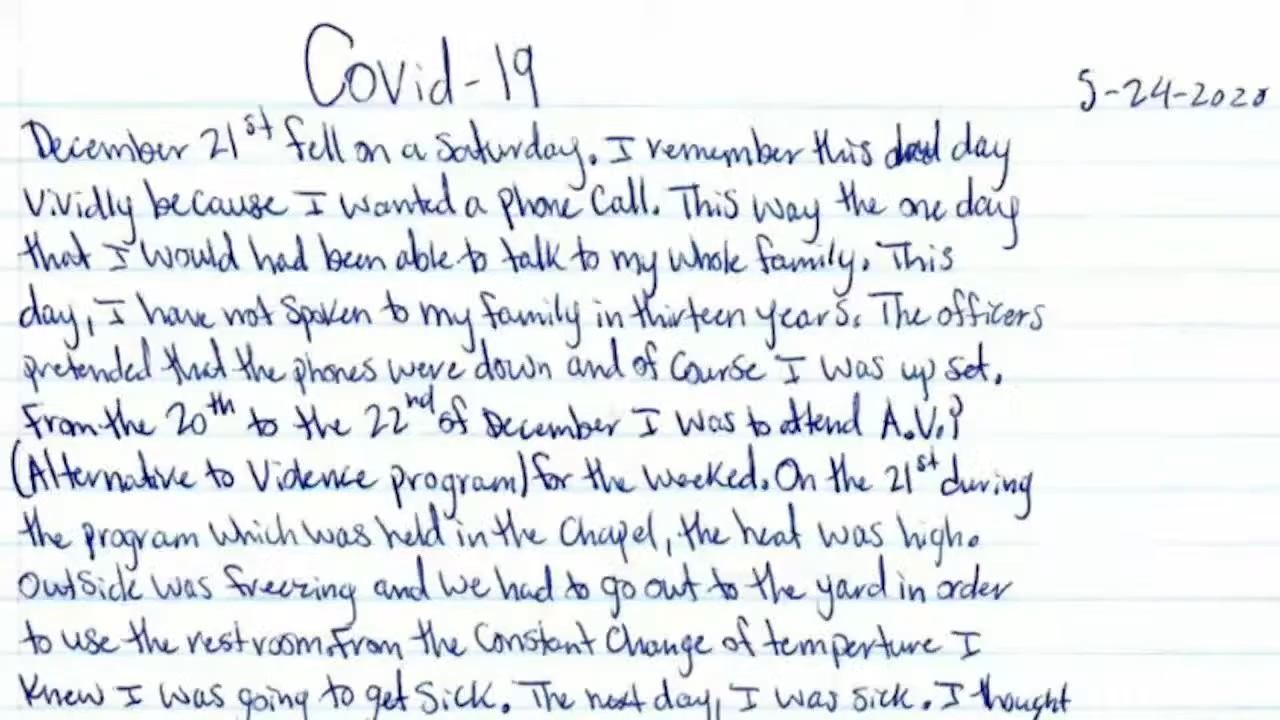 Covid-19
5-24-2020
December 21st fell on a Saturday. I remember this day
vividly because I wanted a phone call. This way the one day
that I would had been able to talk to my whole family. This
day, I have not spoken to my family in thirteen years. The officers
pretended that the phones were down and of course I was up set.
From the 20th to the 22nd of December I was to attend A.V.P
(Alternative to Vidence program) for the weeked. On the 21st during
the program which was held in the Chapel, the heat was high.
Outside was freezing and we had to go out to the yard in order
to use the restroom. From the constant change of temperture I
knew I was going to get sick. The next day, I was sick. I thought